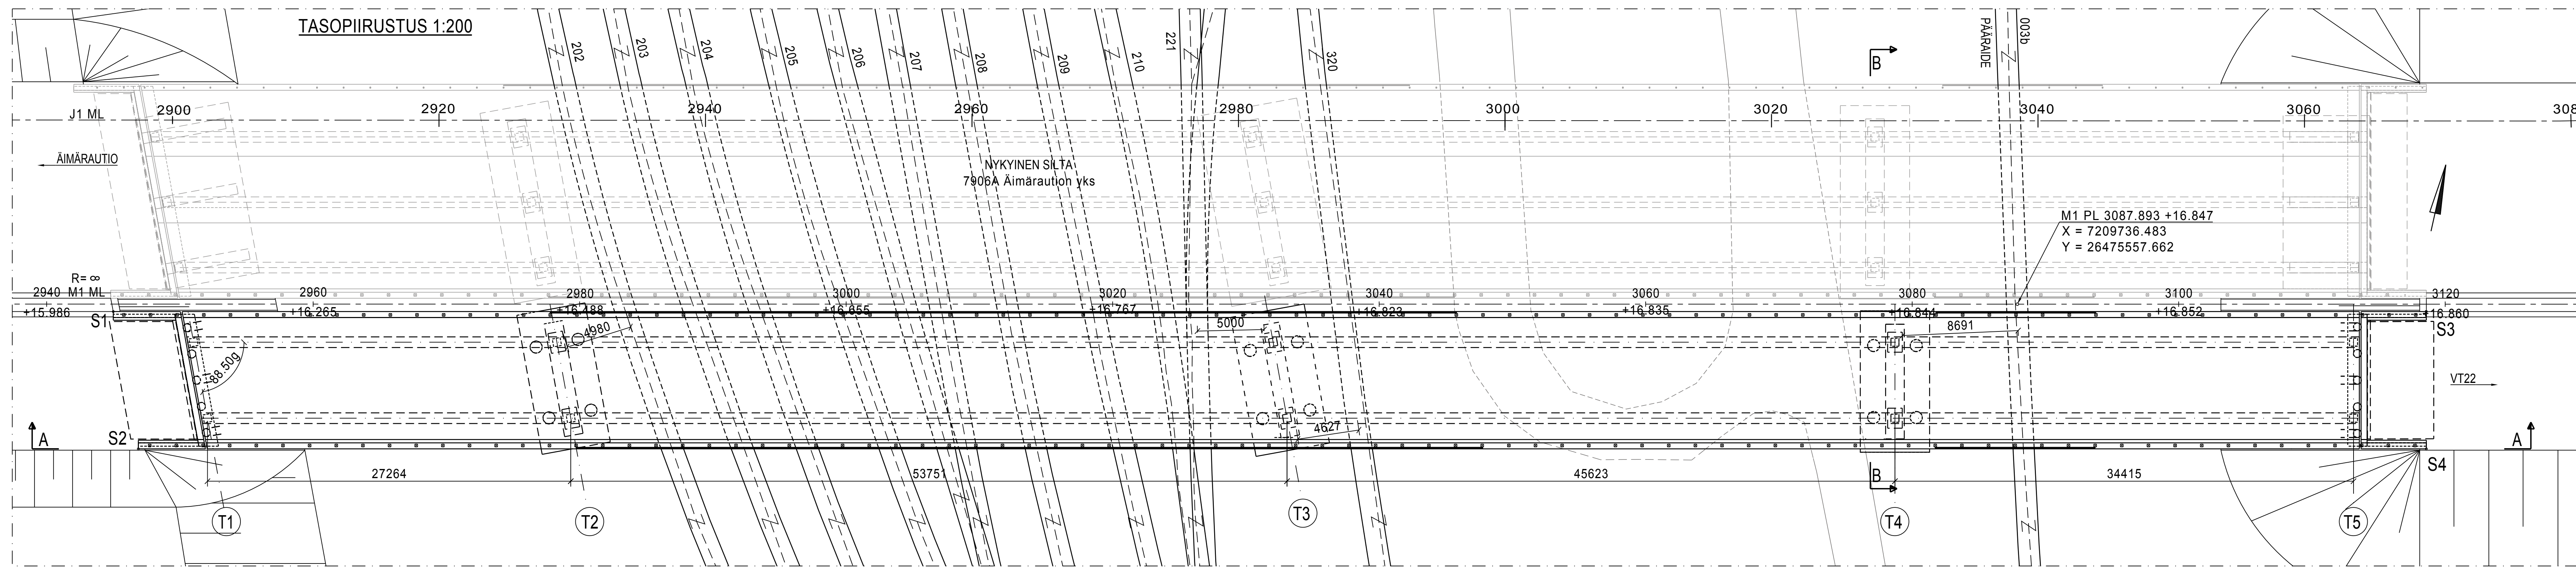 TASOPIIRUSTUS 1:200
202
203
204
205
206
207
208
209
210
221
320
PÄÄRAIDE
003b
B
J1 ML
2900
2920
2940
2960
2980
3000
3020
3040
3060
308
ÄIMÄRAUTIO
NYKYINEN SILTA
7906A Äimäraution yks
M1 PL 3087.893 +16.847
X = 7209736.483
Y = 26475557.662
R= ∞
2940 M1 ML
2960
2980
3000
3020
3040
3060
3080
3100
3120
+15.986
+16.265
+16.488
+16.655
+16.767
+16.823
+16.835
+16.844
+16.852
+16.860
S1
S3
88.50g
4980
5000
8691
VT22
4627
A
S2
A
S4
27264
53751
45623
B
34415
T1
T2
T3
T4
T5